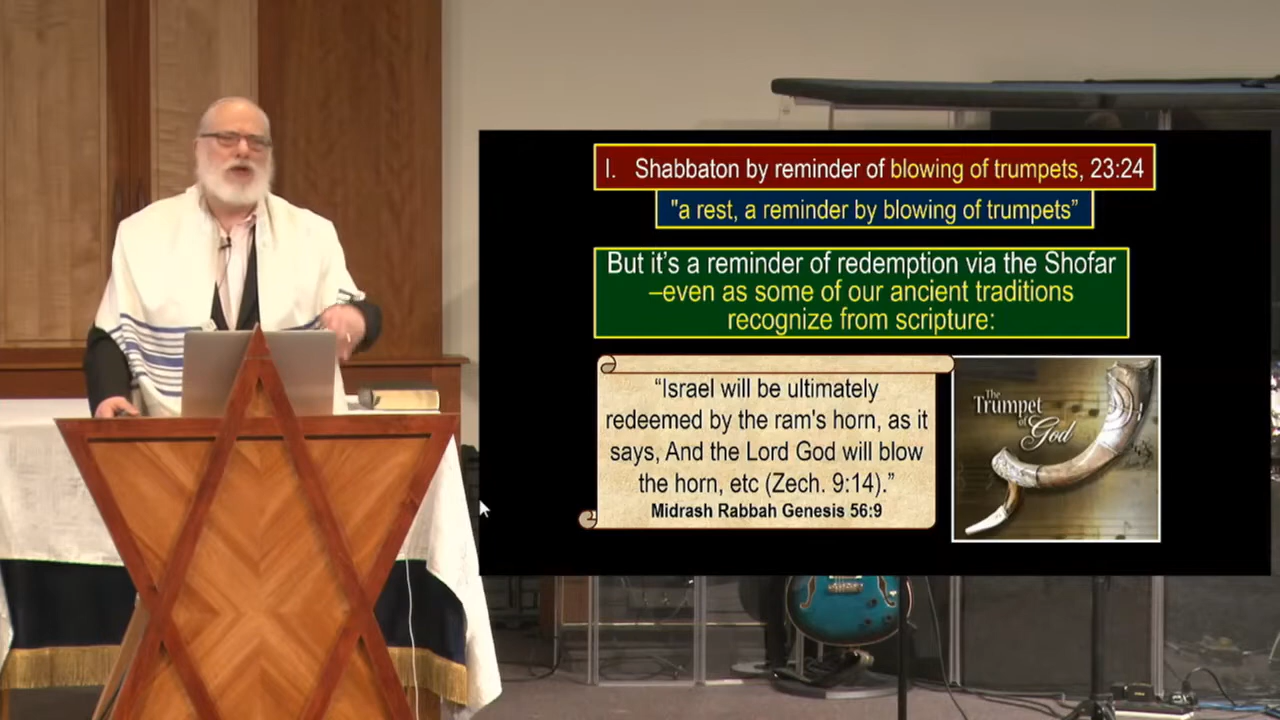 I. Shabbaton by reminder of blowing of trumpets, 23:24
"a rest, a reminder by blowing of trumpets”
But it’s a reminder of redemption via the Shofar
–even as some of our ancient traditions
recognize from scripture:
“Israel will be ultimately
redeemed by the ram's horn, as it
says, And the Lord God will blow
the horn, etc (Zech. 9:14).”
Midrash Rabbah Genesis 56:9
The
Trumpet
of
God